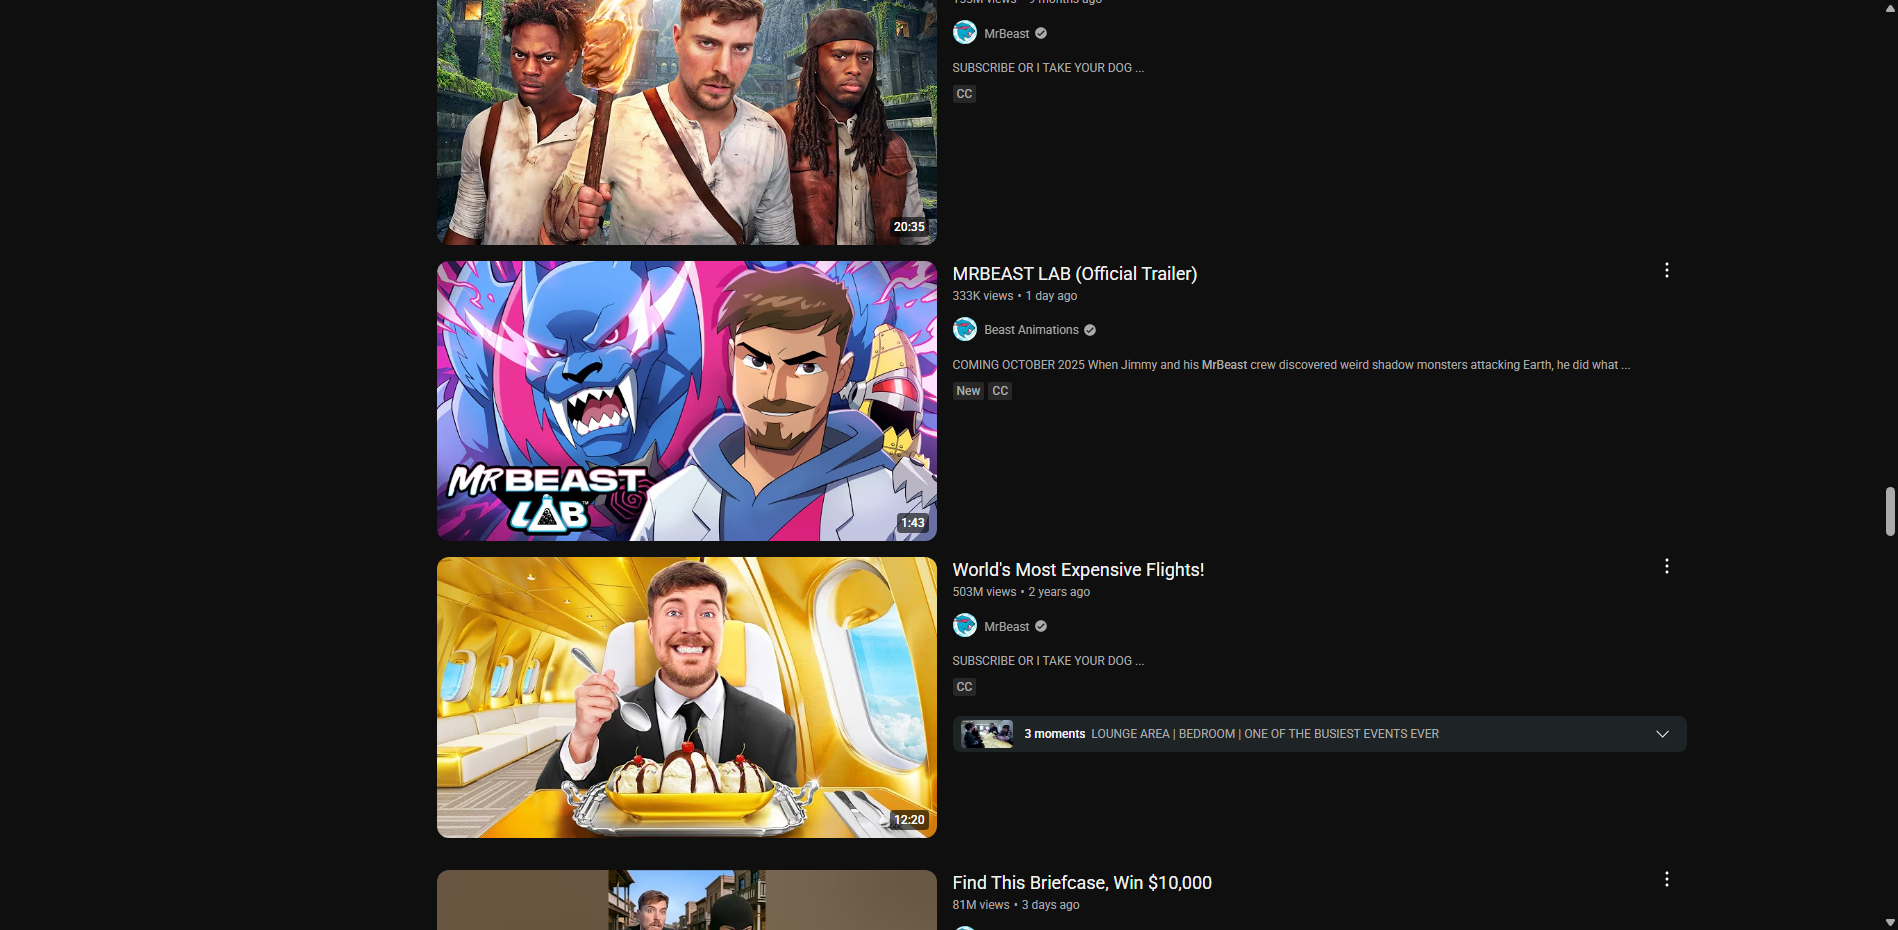 MrBeast
SUBSCRIBE OR I TAKE YOUR DOG ...
CC
20:35
MRBEAST LAB (Official Trailer)
333K views • 1 day ago
Beast Animations
COMING OCTOBER 2025 When Jimmy and his MrBeast crew discovered weird shadow monsters attacking Earth, he did what ...
New CC
MRBEAST
LAB
1:43
World's Most Expensive Flights!
503M views • 2 years ago
MrBeast
SUBSCRIBE OR I TAKE YOUR DOG ...
CC
3 moments LOUNGE AREA | BEDROOM | ONE OF THE BUSIEST EVENTS EVER
12:20
Find This Briefcase, Win $10,000
81M views • 3 days ago